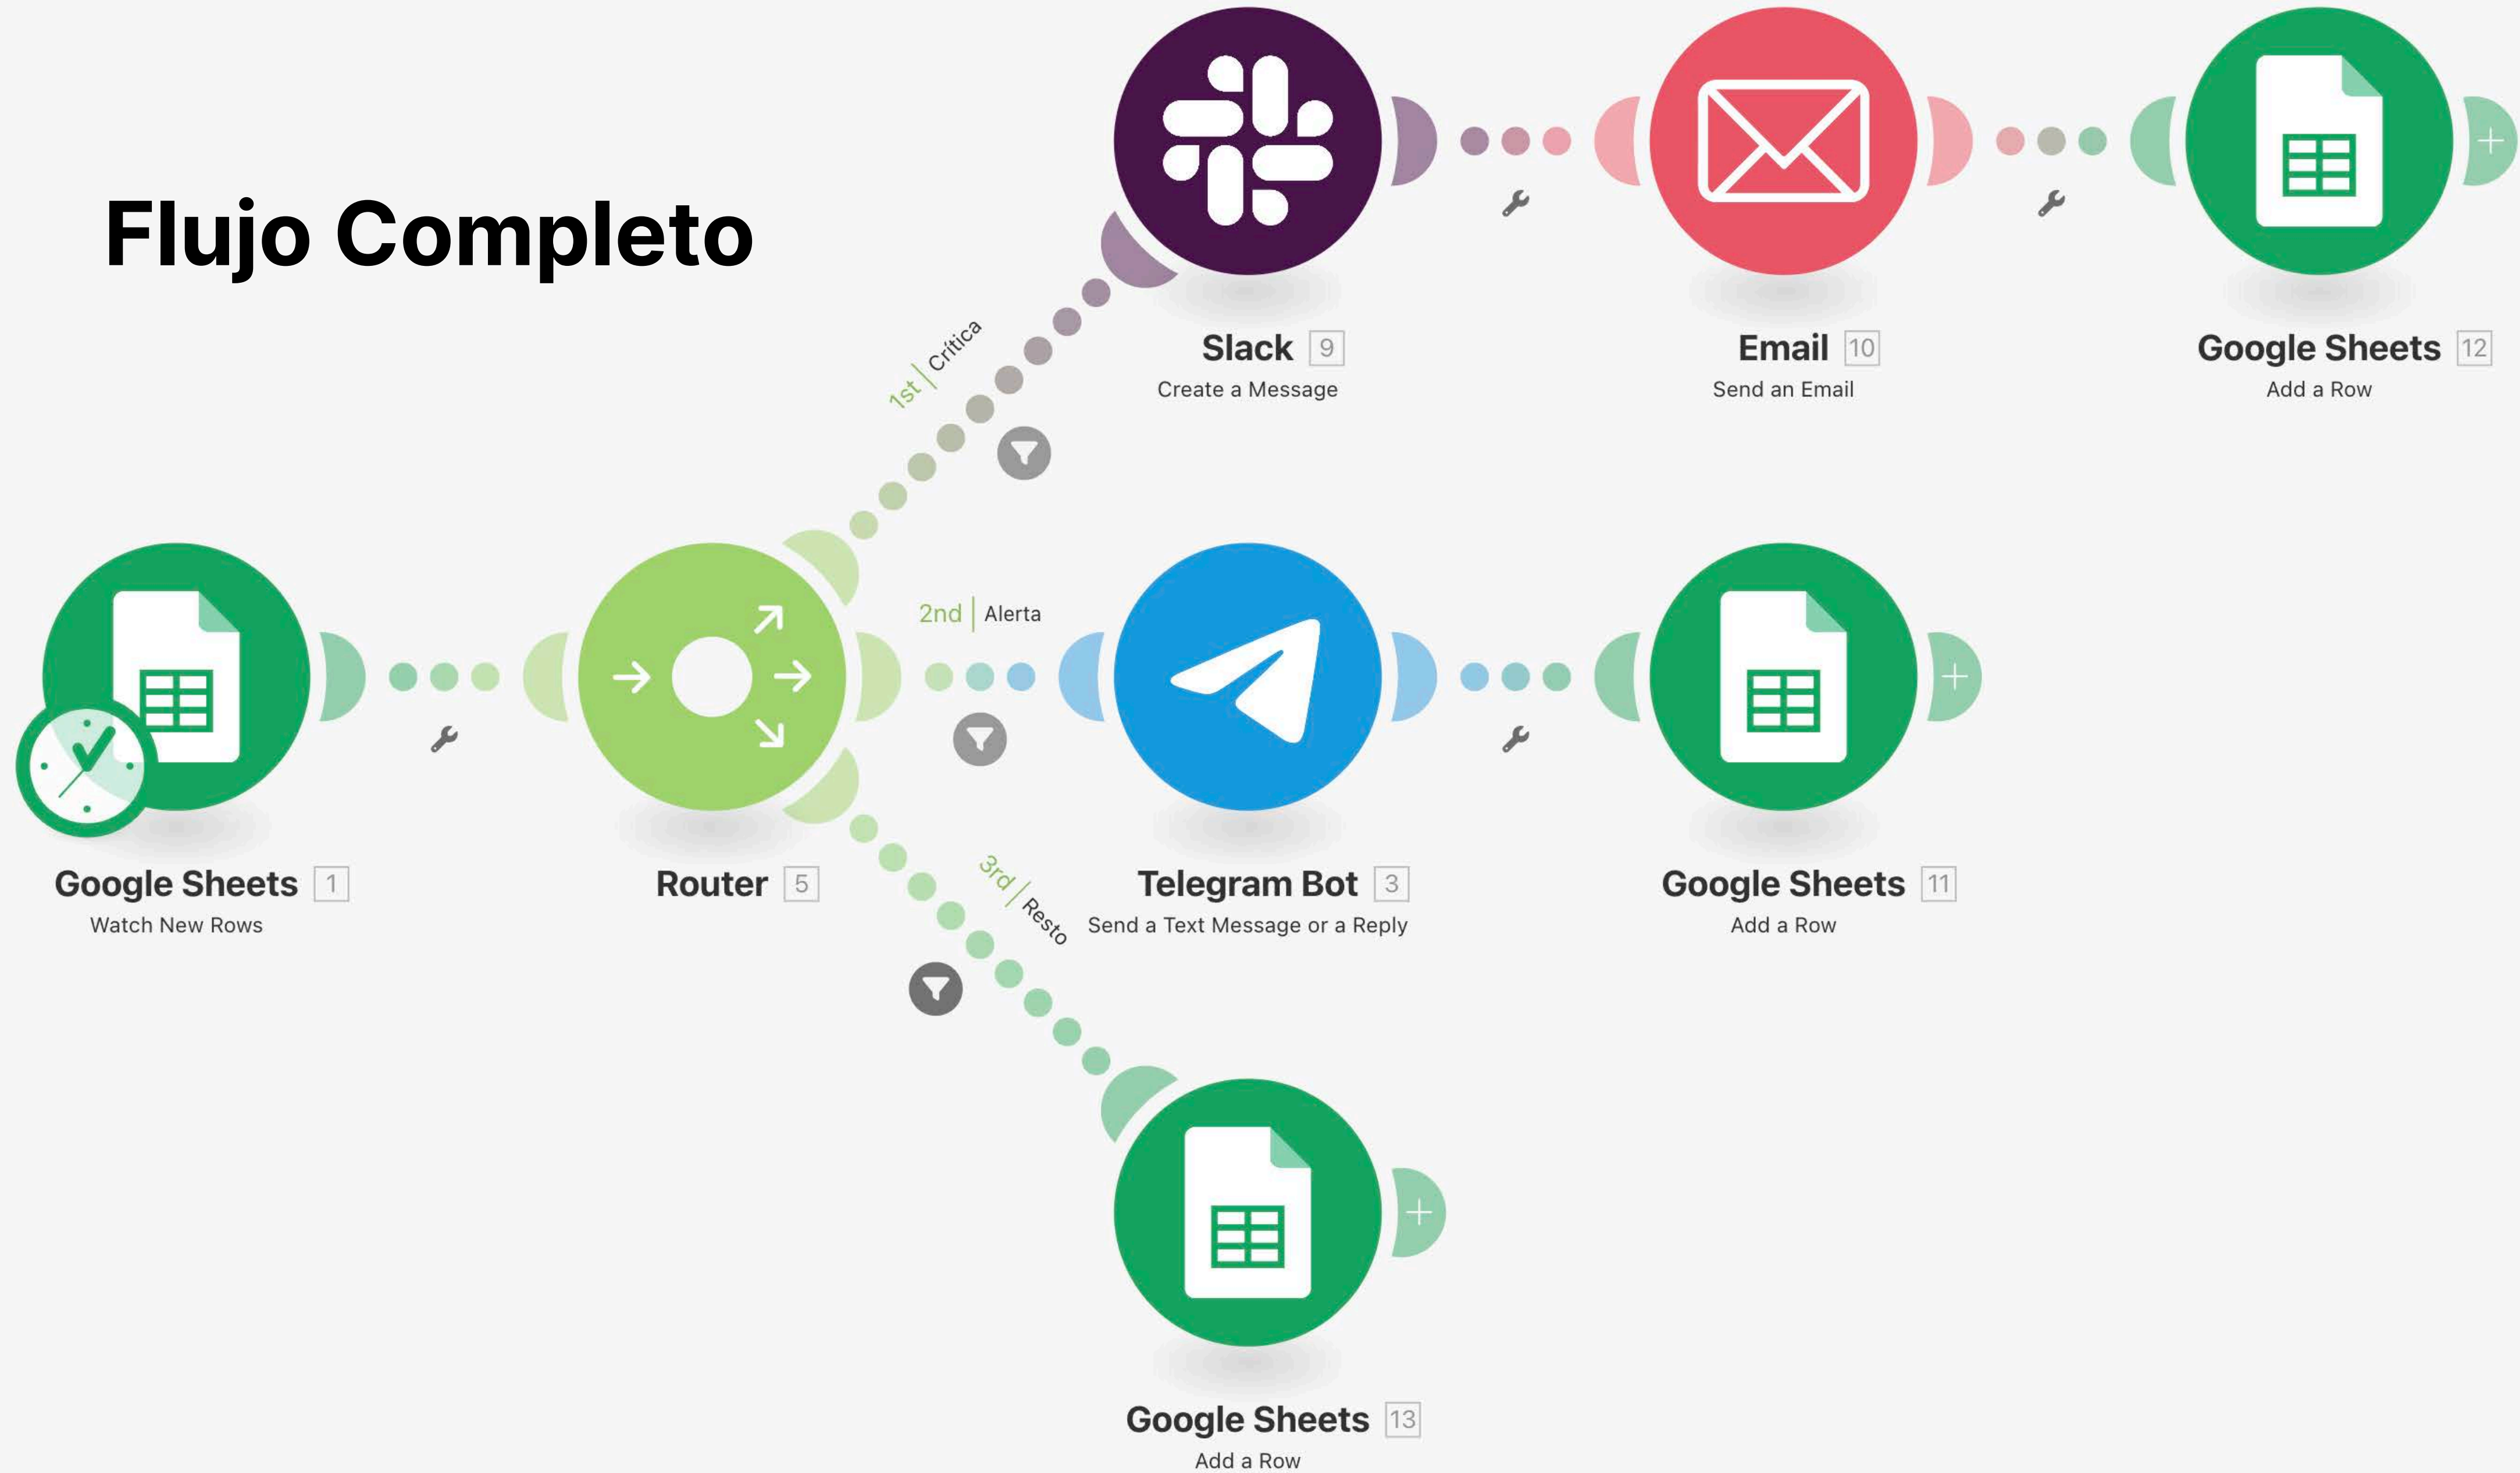 Flujo Completo
Slack 9
Create a Message
Email 10
Send an Email
Google Sheets 12
Add a Row
1st | Crítica
2nd | Alerta
3rd | Resto
Google Sheets 1
Watch New Rows
Router 5
Telegram Bot 3
Send a Text Message or a Reply
Google Sheets 11
Add a Row
Google Sheets 13
Add a Row